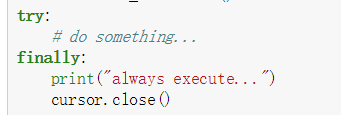 try:
    # do something...
finally:
    print("always execute...")
    cursor.close()